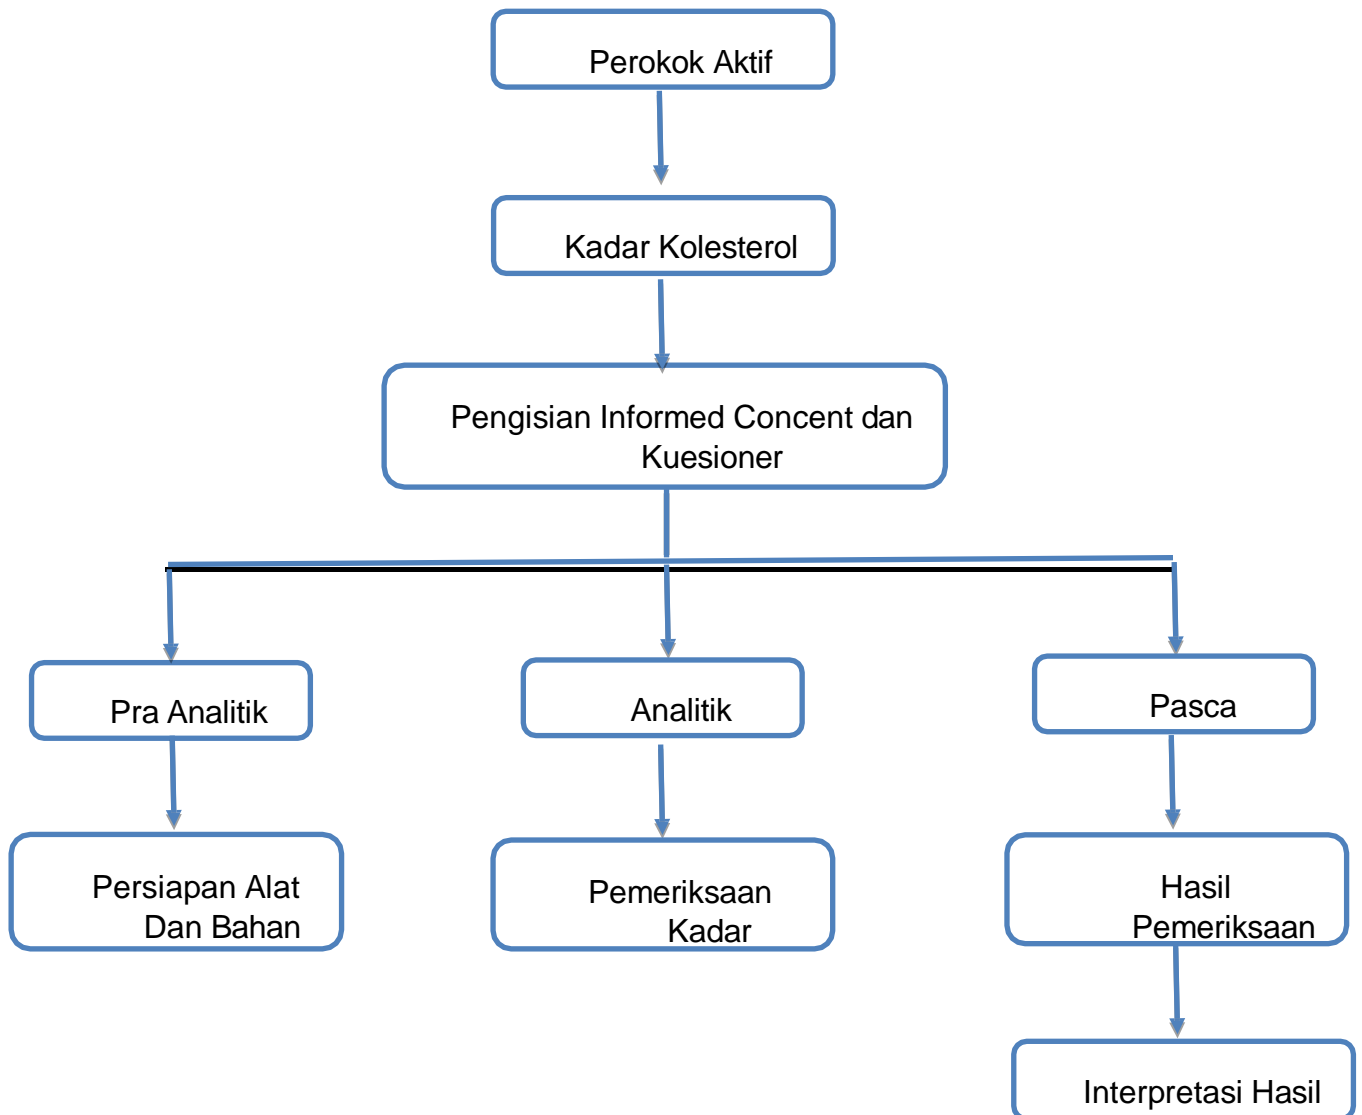 Perokok Aktif
Kadar Kolesterol
Pengisian Informed Concent dan
Kuesioner
Pra Analitik
Analitik
Pasca
Persiapan Alat
Dan Bahan
Pemeriksaan
Kadar
Hasil
Pemeriksaan
Interpretasi Hasil